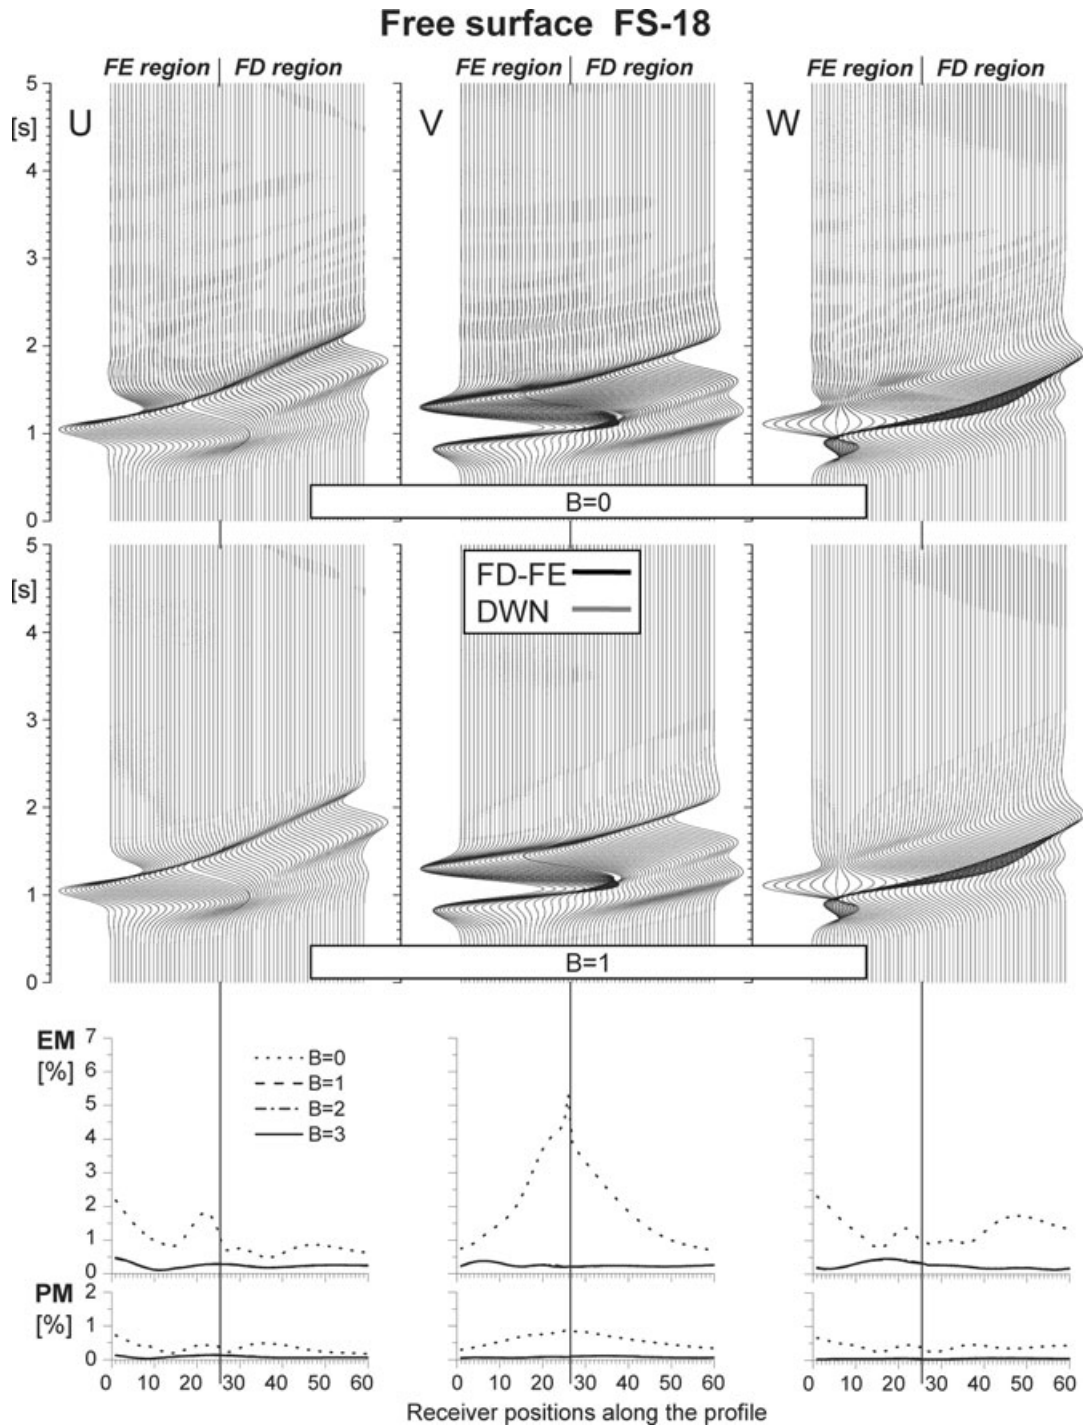 Free surface FS-18
FE region FD region FE region FD region FE region FD region
5 U V W
[s]
4
3
2
1
0
B=0
5
[s]
FD-FE
DWN
4
3
2
1
0
B=1
EM 7
[%] 6
B=0
B=1
B=2
B=3
5
4
3
2
1
0
PM 2
[%] 1
0
0 10 20 30 40 50 60 0 10 20 30 40 50 60 0 10 20 30 40 50 60
Receiver positions along the profile